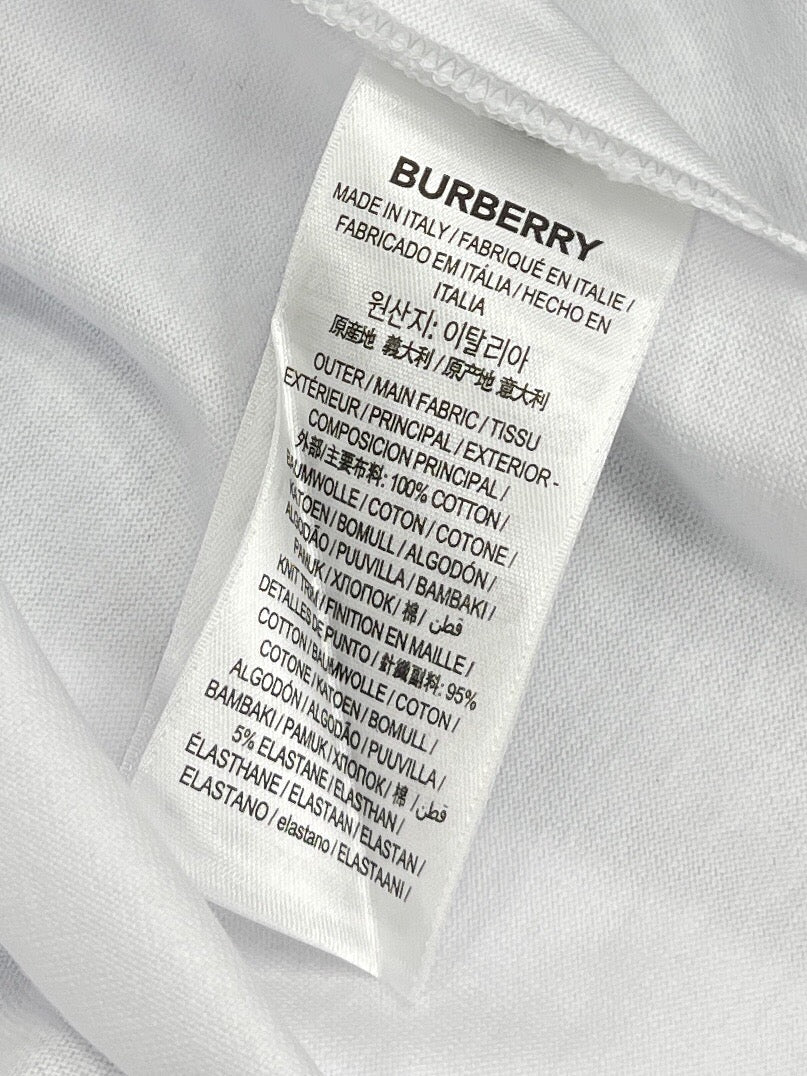 BURBERRY
MADE IN ITALY / FABRIQUÉ EN ITALIE /
FABRICADO EM ITÁLIA / HECHO EN
ITALIA
원산지: 이탈리아
原産地 義大利 / 原产地 意大利
OUTER / MAIN FABRIC / TISSU
EXTÉRIEUR / PRINCIPAL / EXTERIOR -
COMPOSICION PRINCIPAL /
外部/主要布料: 100% COTTON /
BAUMWOLLE / COTON / COTONE /
KATOEN / BOMULL / ALGODÓN /
ALGODÃO / PUUVILLA / BAMBAKI /
PAMUK / ХЛОПОК / 棉 / قطن
KNIT TRIM / FINITION EN MAILLE /
DETALLES DE PUNTO / 針織副料: 95%
COTTON / BAUMWOLLE / COTON /
COTONE / KATOEN / BOMULL /
ALGODÓN / ALGODÃO / PUUVILLA /
BAMBAKI / PAMUK / ХЛОПОК / 棉 / قطن
5% ELASTANE / ELASTHAN /
ÉLASTHANE / ELASTAAN / ELASTAN /
ELASTANO / elastano / ELASTAANI /